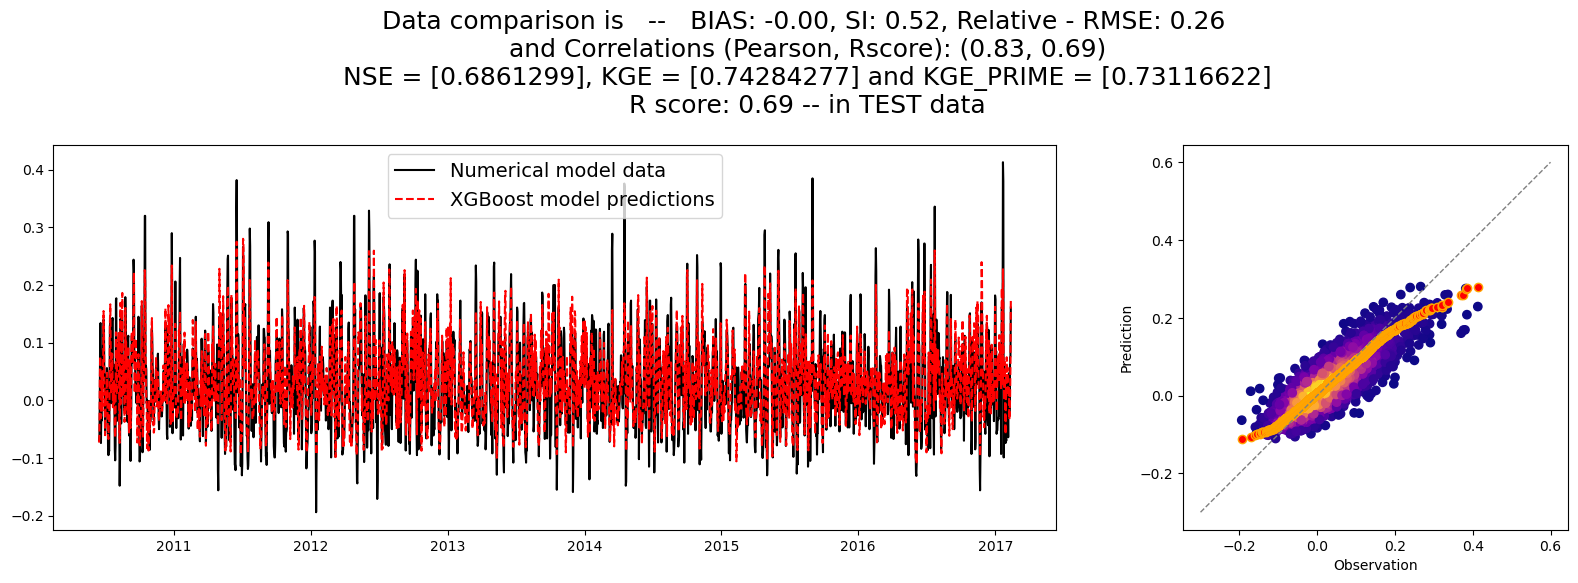 Data comparison is -- BIAS: -0.00, SI: 0.52, Relative - RMSE: 0.26
and Correlations (Pearson, Rscore): (0.83, 0.69)
NSE = [0.6861299], KGE = [0.74284277] and KGE_PRIME = [0.73116622]
R score: 0.69 -- in TEST data
Numerical model data
XGBoost model predictions
0.4
0.3
0.2
0.1
0.0
−0.1
−0.2
2011 2012 2013 2014 2015 2016 2017
Prediction
0.6
0.4
0.2
0.0
−0.2
−0.2 0.0 0.2 0.4 0.6
Observation